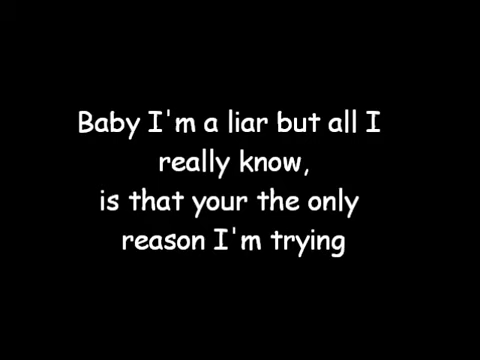 Baby I'm a liar but all I
really know,
is that your the only
reason I'm trying